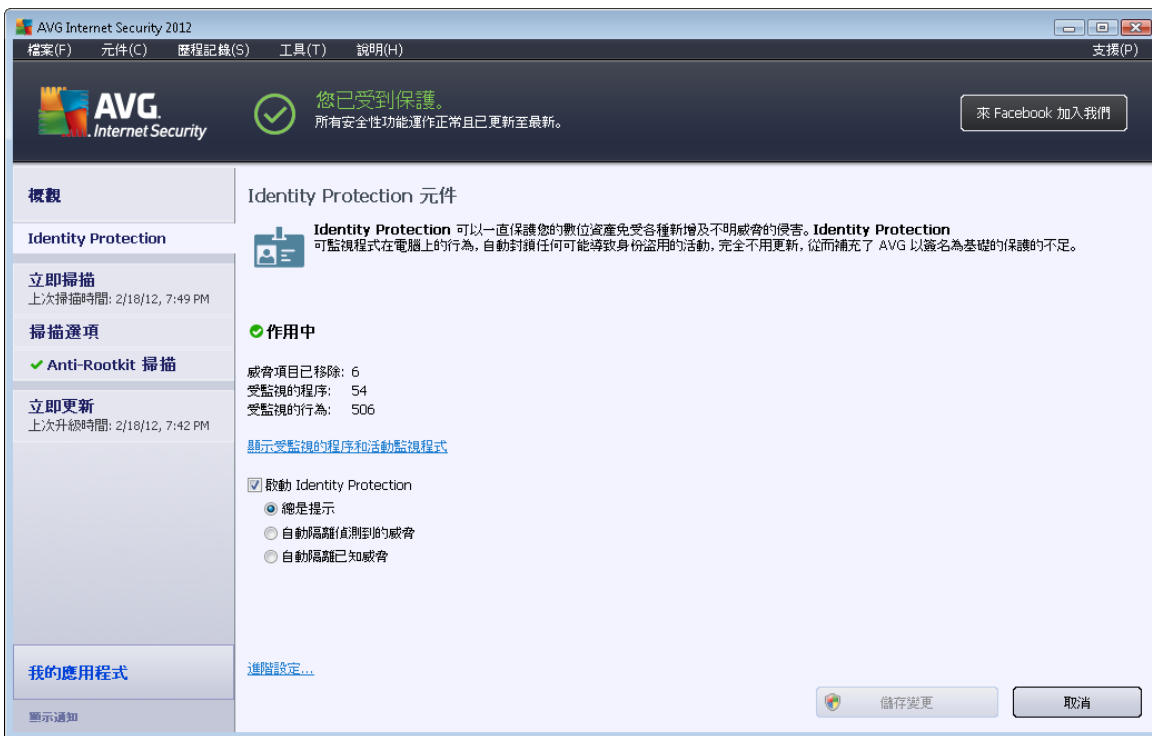 AVG Internet Security 2012
檔案(F) 元件(C) 歷程記錄(S) 工具(T) 說明(H) 支援(P)
AVG.
Internet Security
您已受到保護。
所有安全性功能運作正常且已更新至最新。
來 Facebook 加入我們
概觀
Identity Protection
立即掃描
上次掃描時間: 2/18/12, 7:49 PM
掃描選項
Anti-Rootkit 掃描
立即更新
上次升級時間: 2/18/12, 7:42 PM
我的應用程式
顯示通知
Identity Protection 元件
Identity Protection 可以一直保護您的數位資產免受各種新增及不明威脅的侵害。Identity Protection
可監視程式在電腦上的行為, 自動封鎖任何可能導致身份盜用的活動, 完全不用更新, 從而補充了 AVG 以簽名為基礎的保護的不足。
作用中
威脅項目已移除: 6
受監視的程序: 54
受監視的行為: 506
顯示受監視的程序和活動監視程式
啟動 Identity Protection
總是提示
自動隔離偵測到的威脅
自動隔離已知威脅
進階設定...
儲存變更
取消